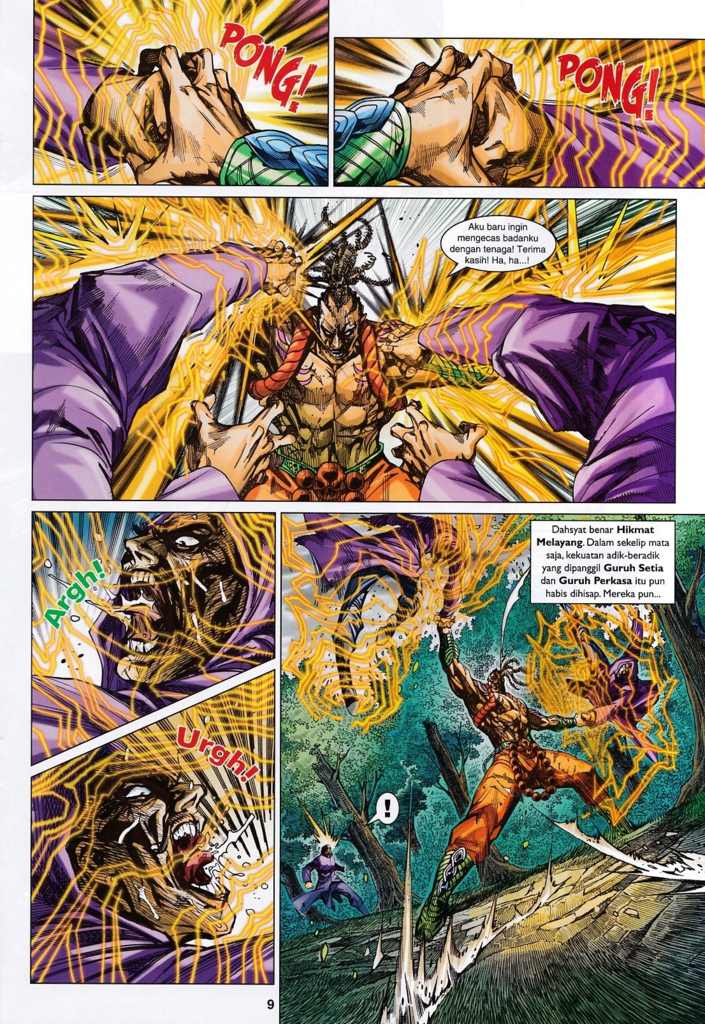 PONG!
PONG!
Aku baru ingin
mengecas badanku
dengan tenaga! Terima
kasih! Ha, ha...!
Argh!
Urgh!
Dahsyat benar Hikmat
Melayang. Dalam sekelip mata
saja, kekuatan adik-beradik
yang dipanggil Guruh Setia
dan Guruh Perkasa itu pun
habis dihisap. Mereka pun...
!
9